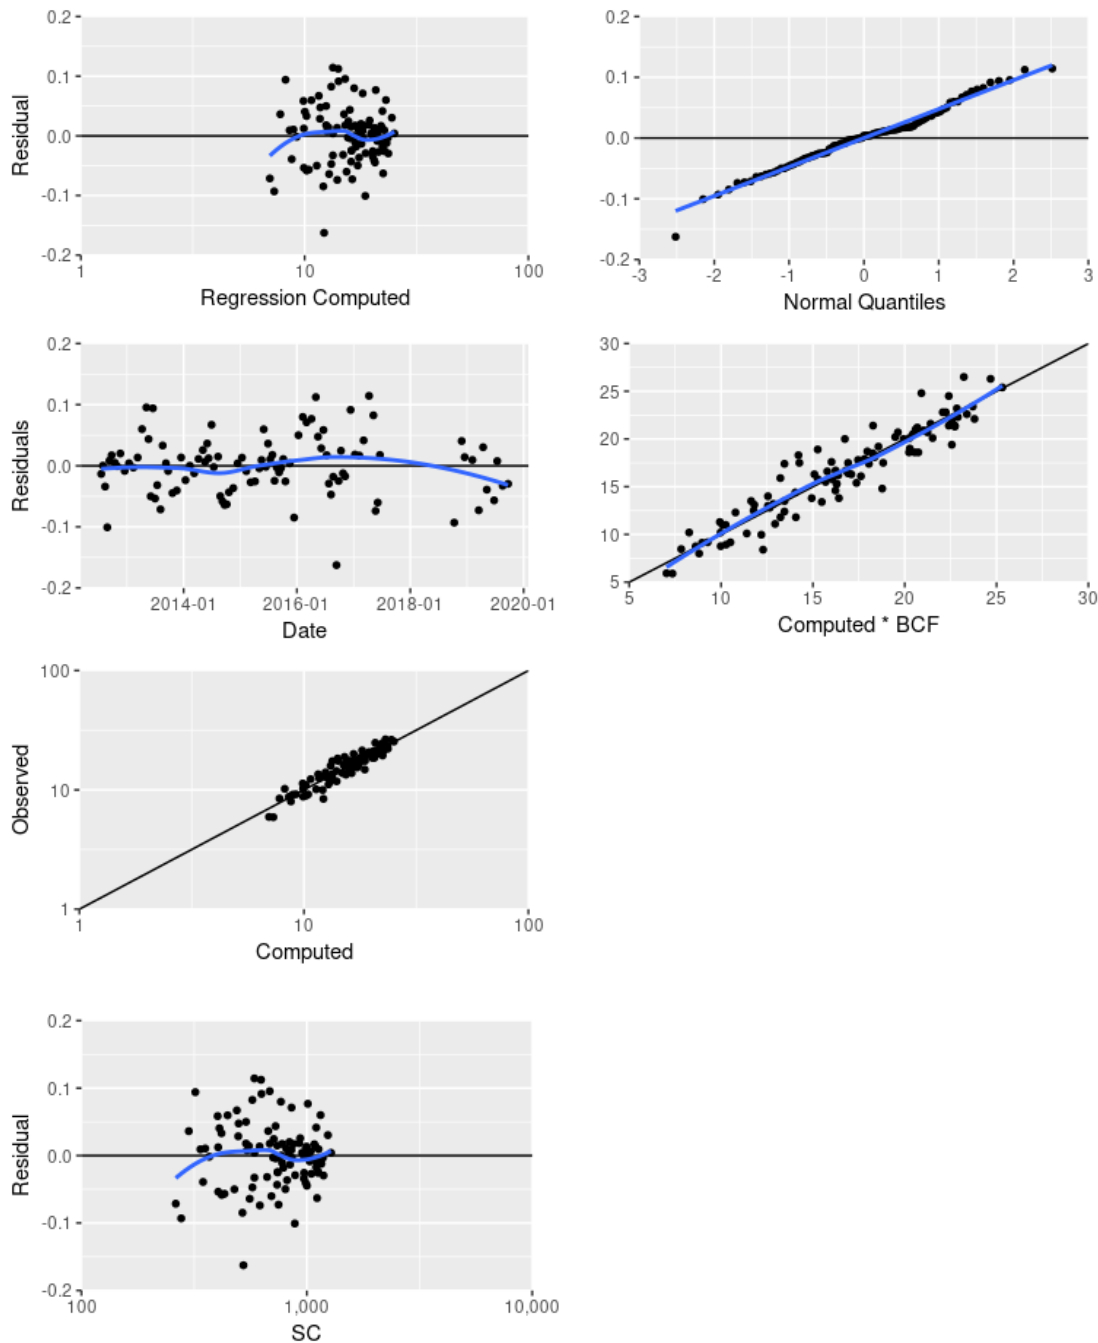 0.2
0.1
0.0
-0.1
-0.2
Residual
1 10 100
Regression Computed
0.2
0.1
0.0
-0.1
-0.2
-3 -2 -1 0 1 2 3
Normal Quantiles
0.2
0.1
0.0
-0.1
-0.2
Residuals
2014-01 2016-01 2018-01 2020-01
Date
30
25
20
15
10
5
5 10 15 20 25 30
Computed * BCF
100
10
1
Observed
1 10 100
Computed
0.2
0.1
0.0
-0.1
-0.2
Residual
100 1,000 10,000
SC